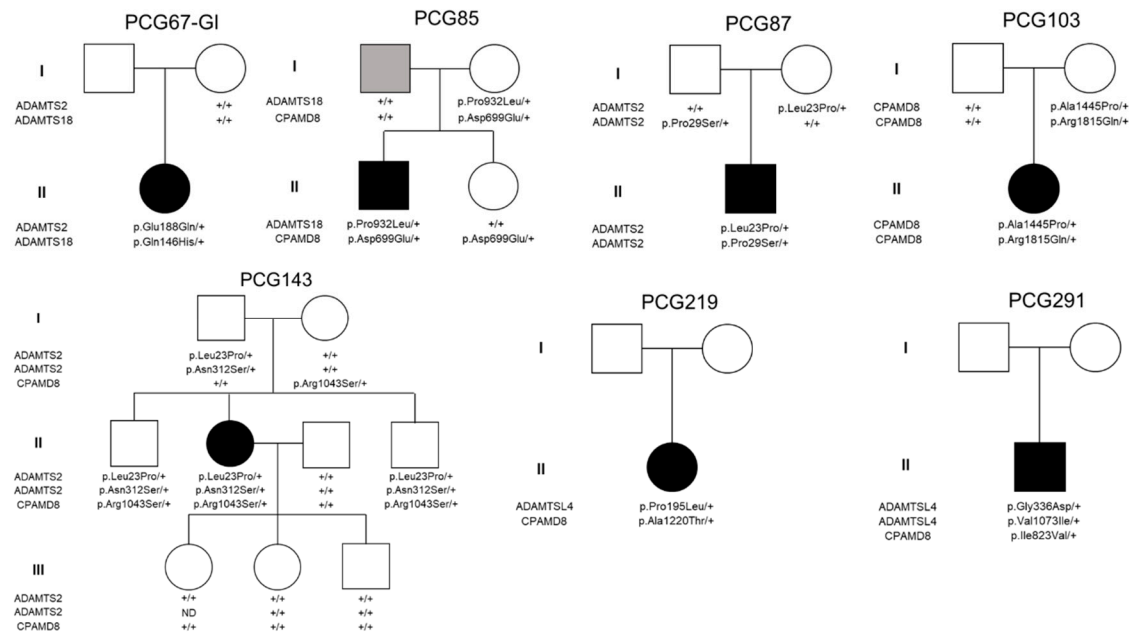 PCG67-GI
I
ADAMTS2 +/+
ADAMTS18 +/+
II
ADAMTS2 p.Glu188Gln/+
ADAMTS18 p.Gln146His/+
PCG85
I
ADAMTS18 +/+ p.Pro932Leu/+
CPAMD8 +/+ p.Asp699Glu/+
II
ADAMTS18 p.Pro932Leu/+ +/+
CPAMD8 p.Asp699Glu/+ p.Asp699Glu/+
PCG87
I
ADAMTS2 +/+ p.Leu23Pro/+
ADAMTS2 p.Pro29Ser/+ +/+
II
ADAMTS2 p.Leu23Pro/+
ADAMTS2 p.Pro29Ser/+
PCG103
I
CPAMD8 +/+ p.Ala1445Pro/+
CPAMD8 +/+ p.Arg1815Gln/+
II
CPAMD8 p.Ala1445Pro/+
CPAMD8 p.Arg1815Gln/+
PCG143
I
ADAMTS2 p.Leu23Pro/+ +/+
ADAMTS2 p.Asn312Ser/+ +/+
CPAMD8 +/+ p.Arg1043Ser/+
II
ADAMTS2 p.Leu23Pro/+ p.Leu23Pro/+ +/+ p.Leu23Pro/+
ADAMTS2 p.Asn312Ser/+ p.Asn312Ser/+ +/+ p.Asn312Ser/+
CPAMD8 p.Arg1043Ser/+ p.Arg1043Ser/+ +/+ p.Arg1043Ser/+
III
ADAMTS2 +/+ +/+ +/+
ADAMTS2 ND +/+ +/+
CPAMD8 +/+ +/+ +/+
PCG219
I
II
ADAMTSL4 p.Pro195Leu/+
CPAMD8 p.Ala1220Thr/+
PCG291
I
II
ADAMTSL4 p.Gly336Asp/+
ADAMTSL4 p.Val1073Ile/+
CPAMD8 p.Ile823Val/+